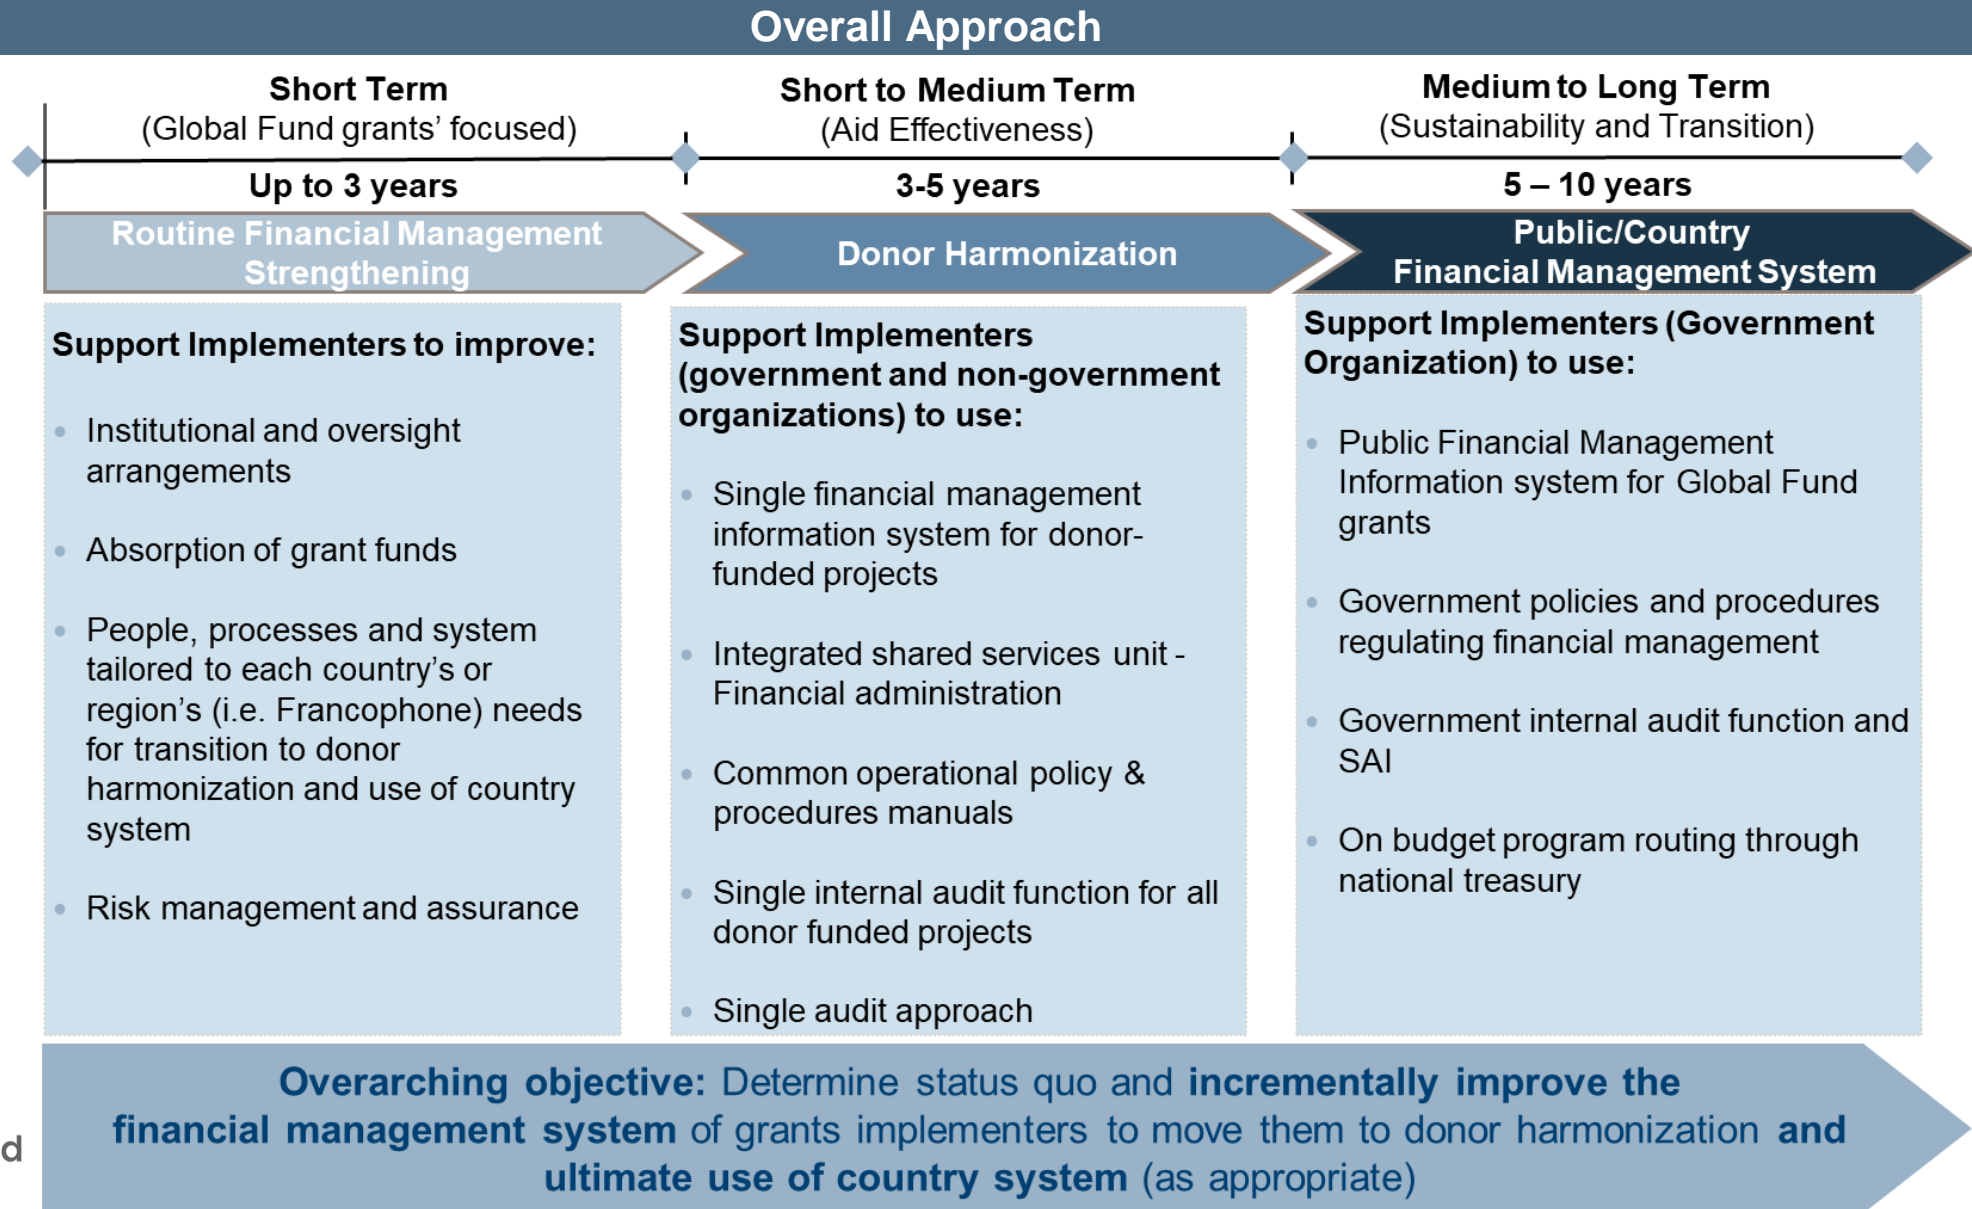 Overall Approach
Short Term
(Global Fund grants’ focused)
Up to 3 years
Routine Financial Management
Strengthening
Support Implementers to improve:
• Institutional and oversight
arrangements
• Absorption of grant funds
• People, processes and system
tailored to each country’s or
region’s (i.e. Francophone) needs
for transition to donor
harmonization and use of country
system
• Risk management and assurance
Short to Medium Term
(Aid Effectiveness)
3-5 years
Donor Harmonization
Support Implementers
(government and non-government
organizations) to use:
• Single financial management
information system for donor-
funded projects
• Integrated shared services unit -
Financial administration
• Common operational policy &
procedures manuals
• Single internal audit function for all
donor funded projects
• Single audit approach
Medium to Long Term
(Sustainability and Transition)
5 – 10 years
Public/Country
Financial Management System
Support Implementers (Government
Organization) to use:
• Public Financial Management
Information system for Global Fund
grants
• Government policies and procedures
regulating financial management
• Government internal audit function and
SAI
• On budget program routing through
national treasury
Overarching objective: Determine status quo and incrementally improve the
financial management system of grants implementers to move them to donor harmonization and
ultimate use of country system (as appropriate)
d